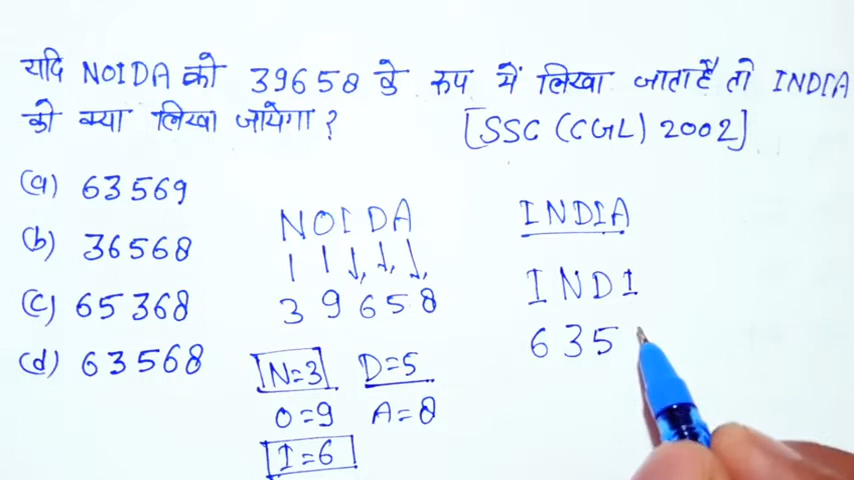 यदि NOIDA को 39658 के रुप में लिखा जाता है तो INDIA
को क्या लिखा जायेगा ? [SSC (CGL) 2002]
(a) 63569
(b) 36568
(c) 65368
(d) 63568
NOIDA
39658
N=3 D=5
O=9 A=8
I=6
INDIA
INDI
635